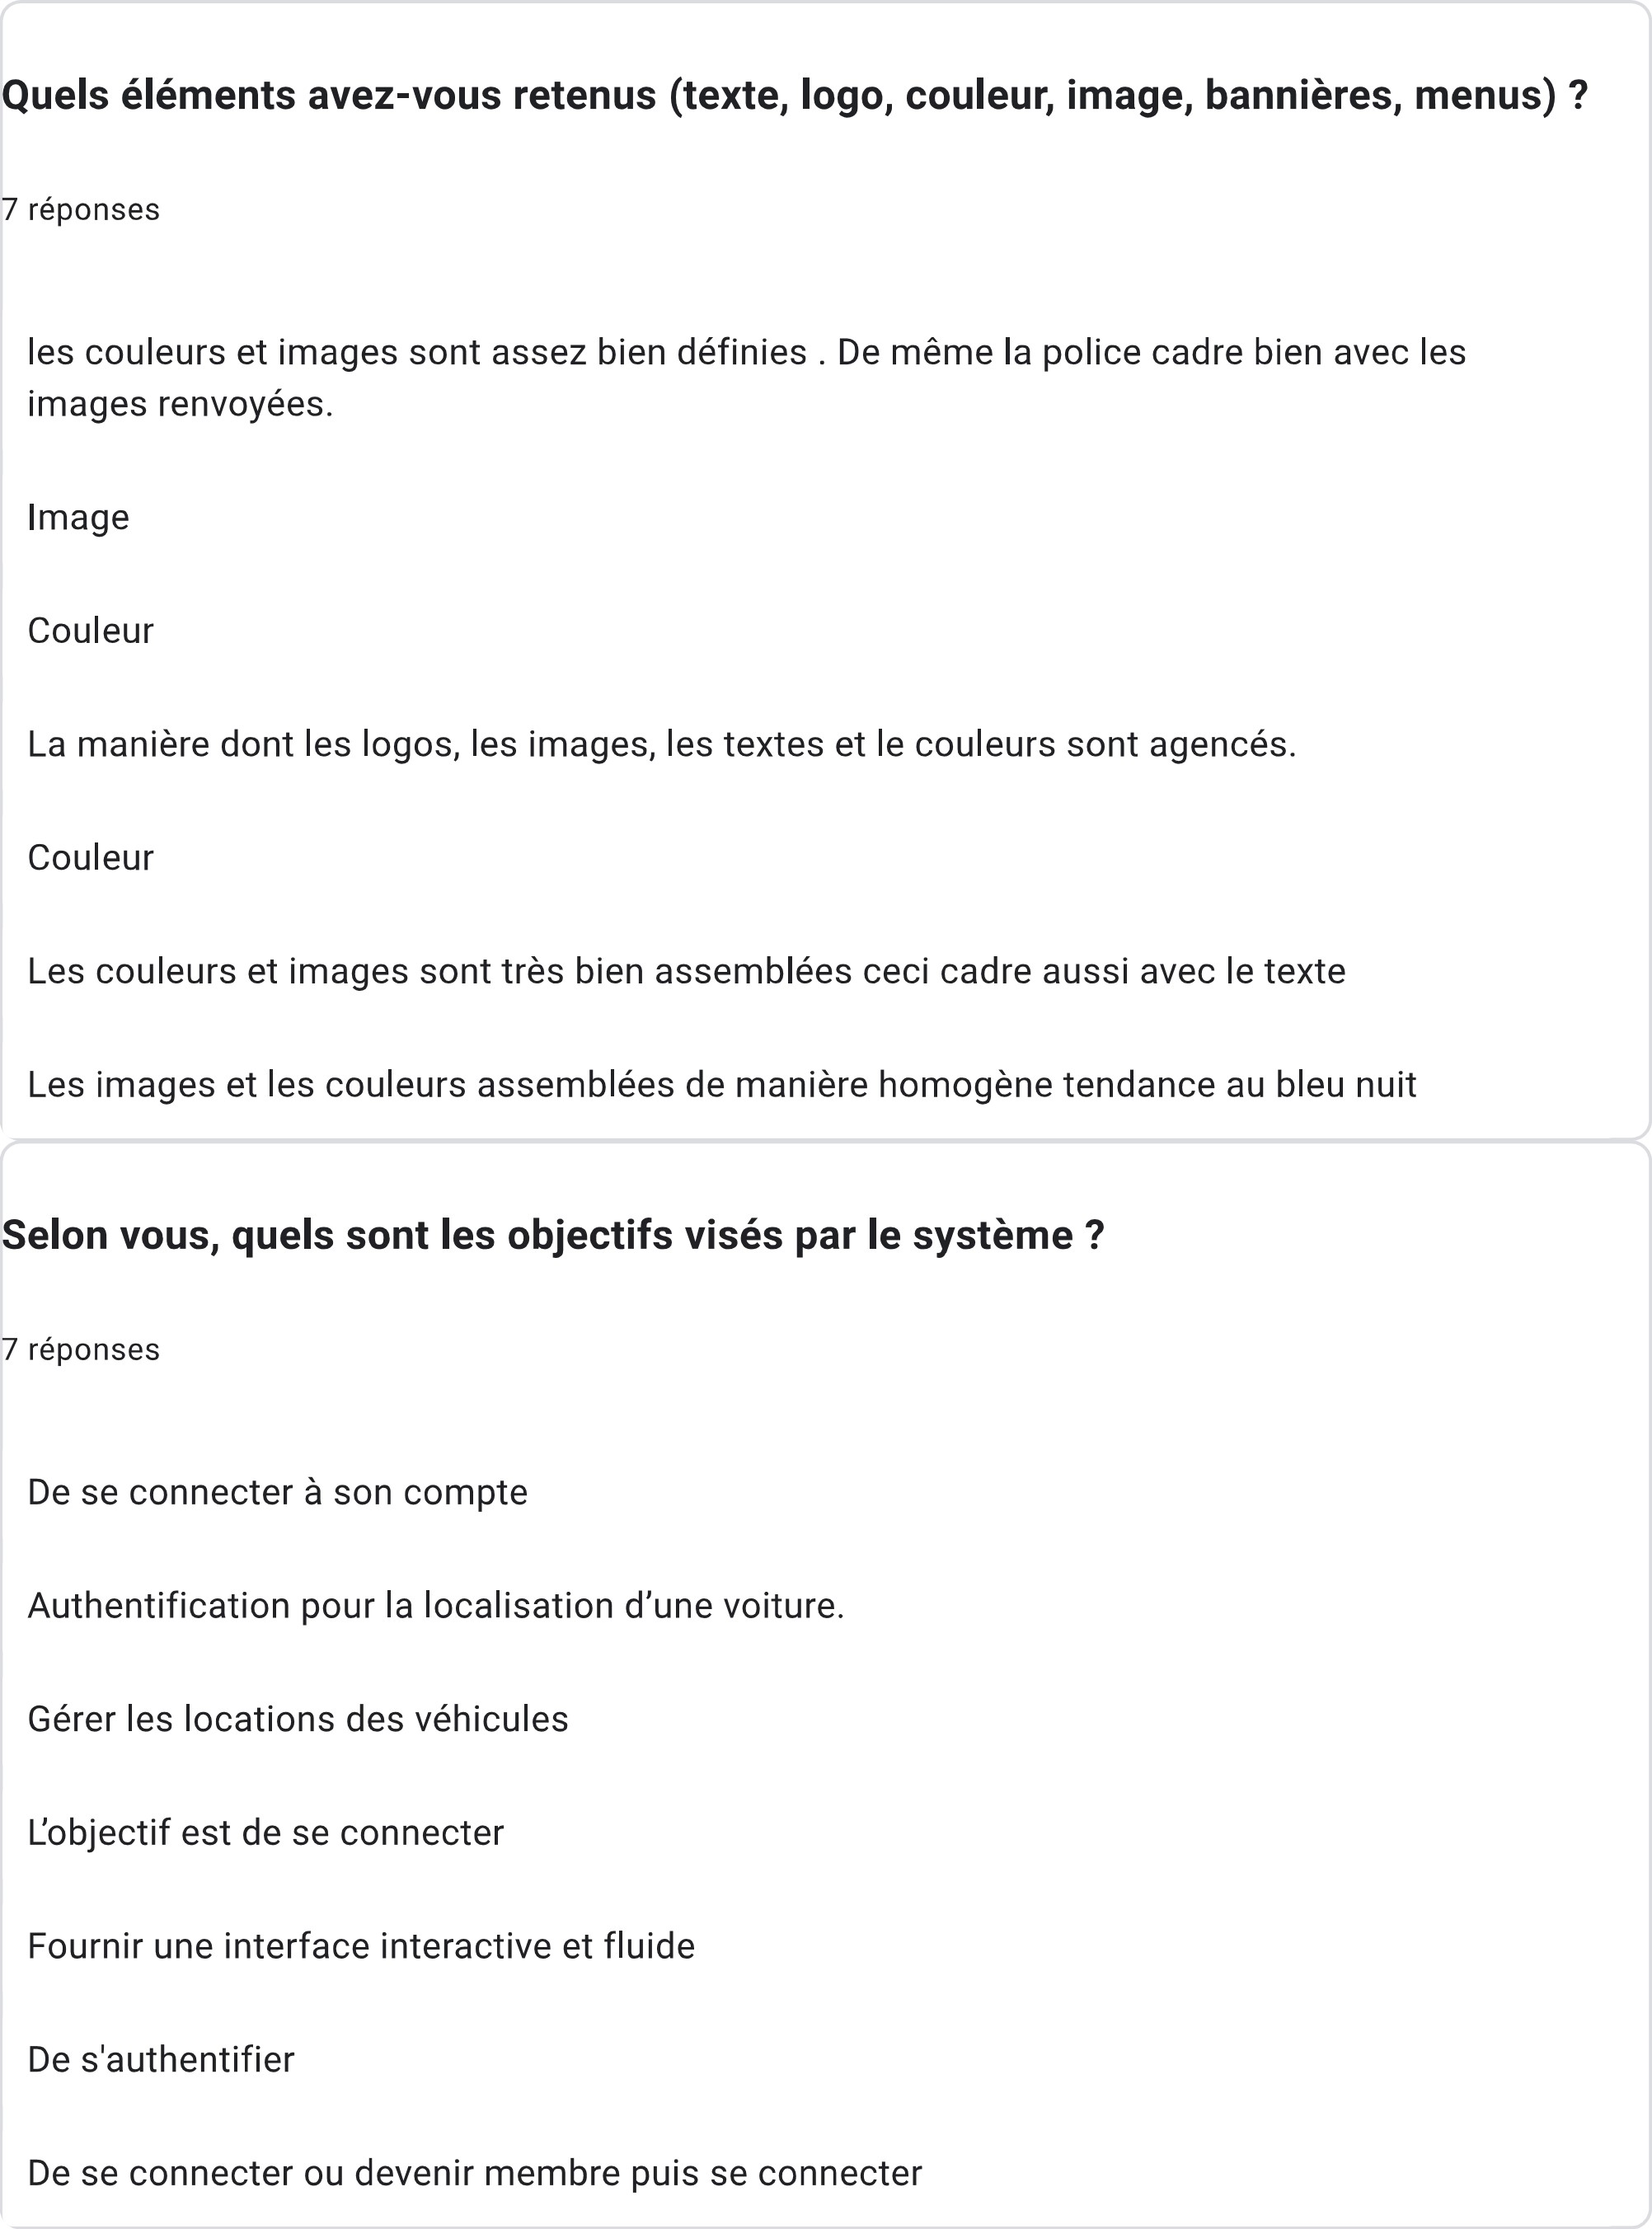 Quels éléments avez-vous retenus (texte, logo, couleur, image, bannières, menus) ?
7 réponses
les couleurs et images sont assez bien définies . De même la police cadre bien avec les
images renvoyées.
Image
Couleur
La manière dont les logos, les images, les textes et le couleurs sont agencés.
Couleur
Les couleurs et images sont très bien assemblées ceci cadre aussi avec le texte
Les images et les couleurs assemblées de manière homogène tendance au bleu nuit
Selon vous, quels sont les objectifs visés par le système ?
7 réponses
De se connecter à son compte
Authentification pour la localisation d’une voiture.
Gérer les locations des véhicules
L’objectif est de se connecter
Fournir une interface interactive et fluide
De s'authentifier
De se connecter ou devenir membre puis se connecter